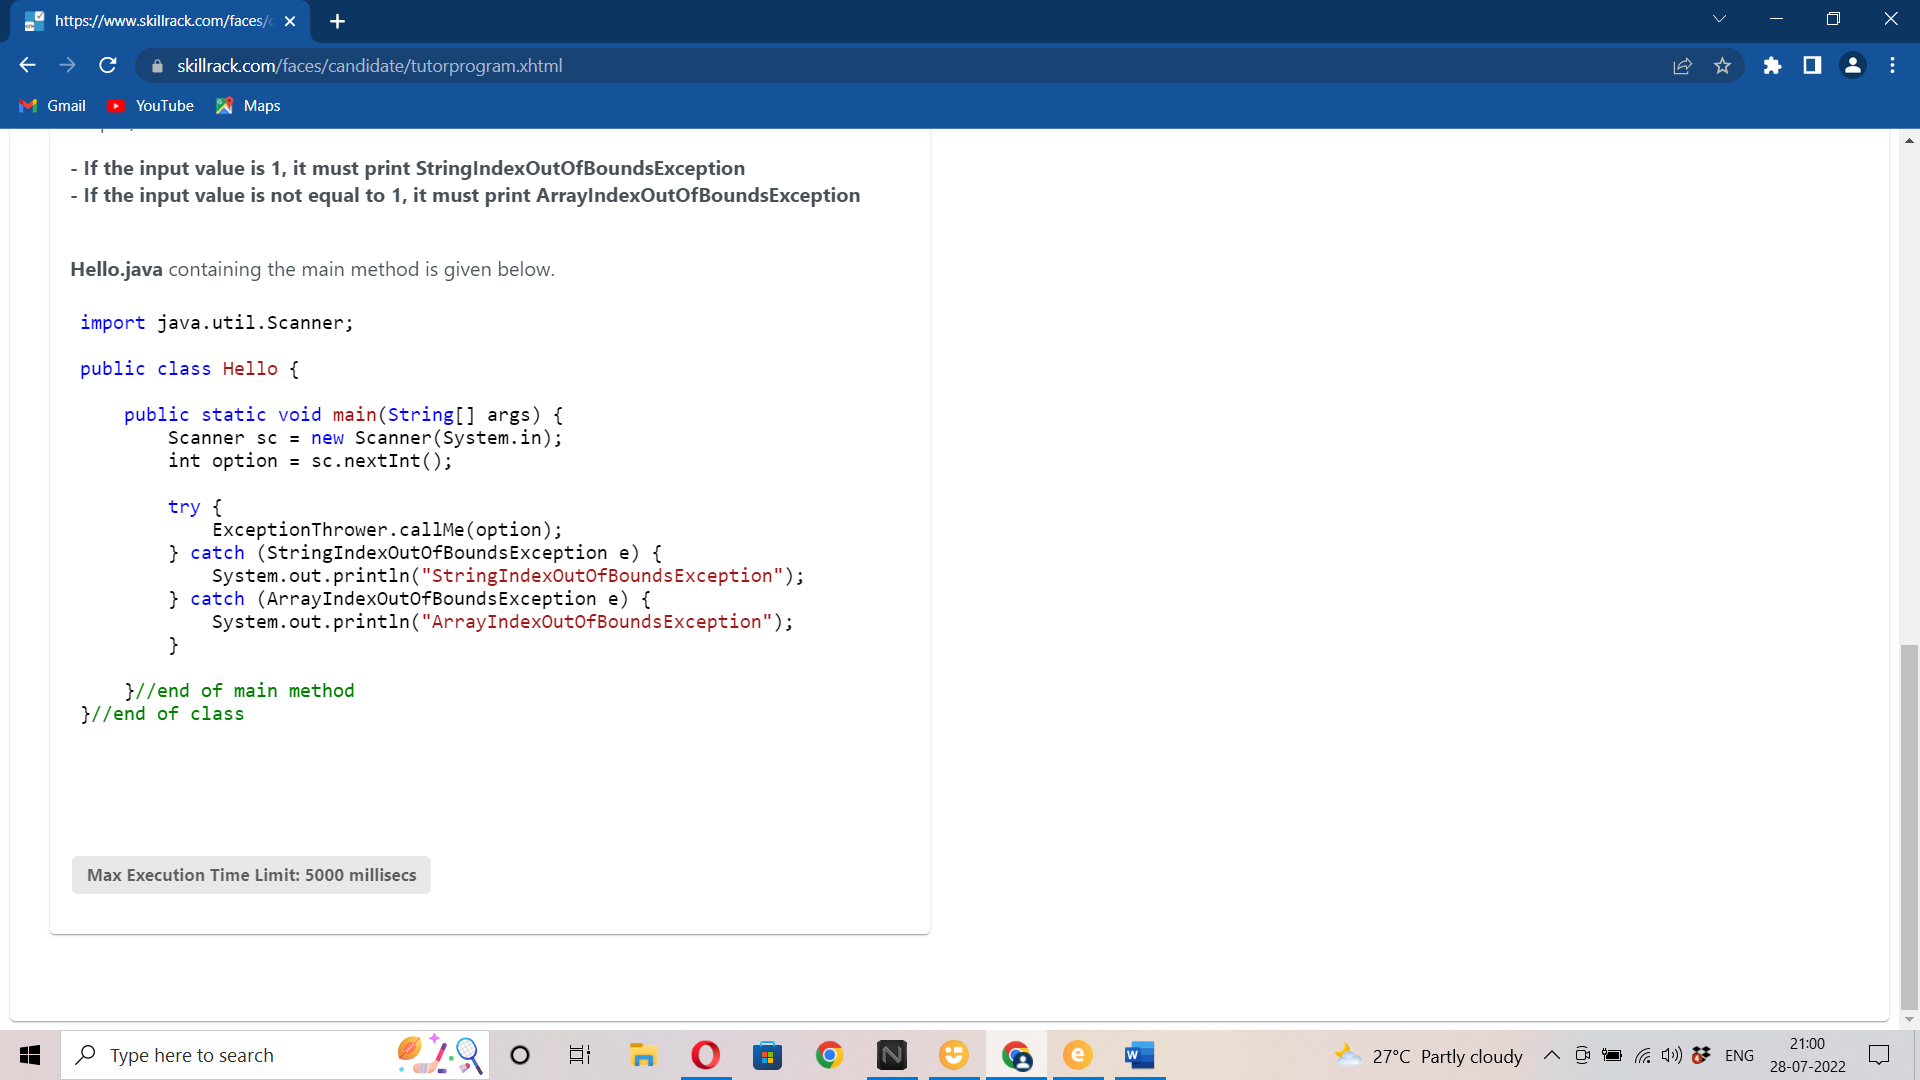 https://www.skillrack.com/faces/c
skillrack.com/faces/candidate/tutorprogram.xhtml
Gmail YouTube Maps
- If the input value is 1, it must print StringIndexOutOfBoundsException
- If the input value is not equal to 1, it must print ArrayIndexOutOfBoundsException
Hello.java containing the main method is given below.
import java.util.Scanner;
public class Hello {
public static void main(String[] args) {
Scanner sc = new Scanner(System.in);
int option = sc.nextInt();
try {
ExceptionThrower.callMe(option);
} catch (StringIndexOutOfBoundsException e) {
System.out.println("StringIndexOutOfBoundsException");
} catch (ArrayIndexOutOfBoundsException e) {
System.out.println("ArrayIndexOutOfBoundsException");
}
}//end of main method
}//end of class
Max Execution Time Limit: 5000 millisecs
Type here to search
27°C Partly cloudy
ENG
21:00
28-07-2022